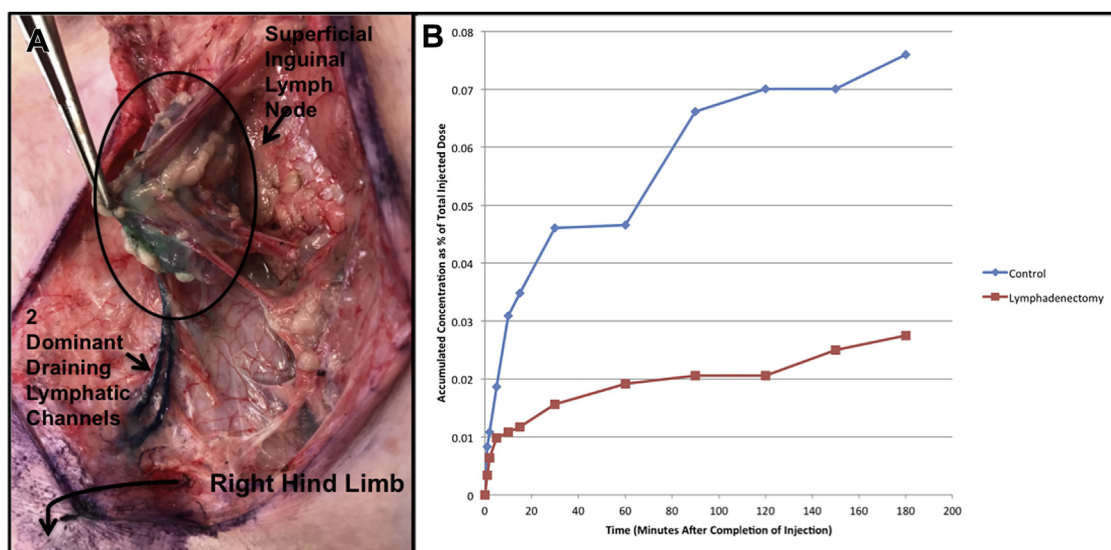 A
Superficial
Inguinal
Lymph
Node
2
Dominant
Draining
Lymphatic
Channels
Right Hind Limb
B
0.08
0.07
0.06
0.05
0.04
0.03
0.02
0.01
0
0 20 40 60 80 100 120 140 160 180 200
Accumulated Concentration as % of Total Injected Dose
Time (Minutes After Completion of Injection)
Control
Lymphadenectomy